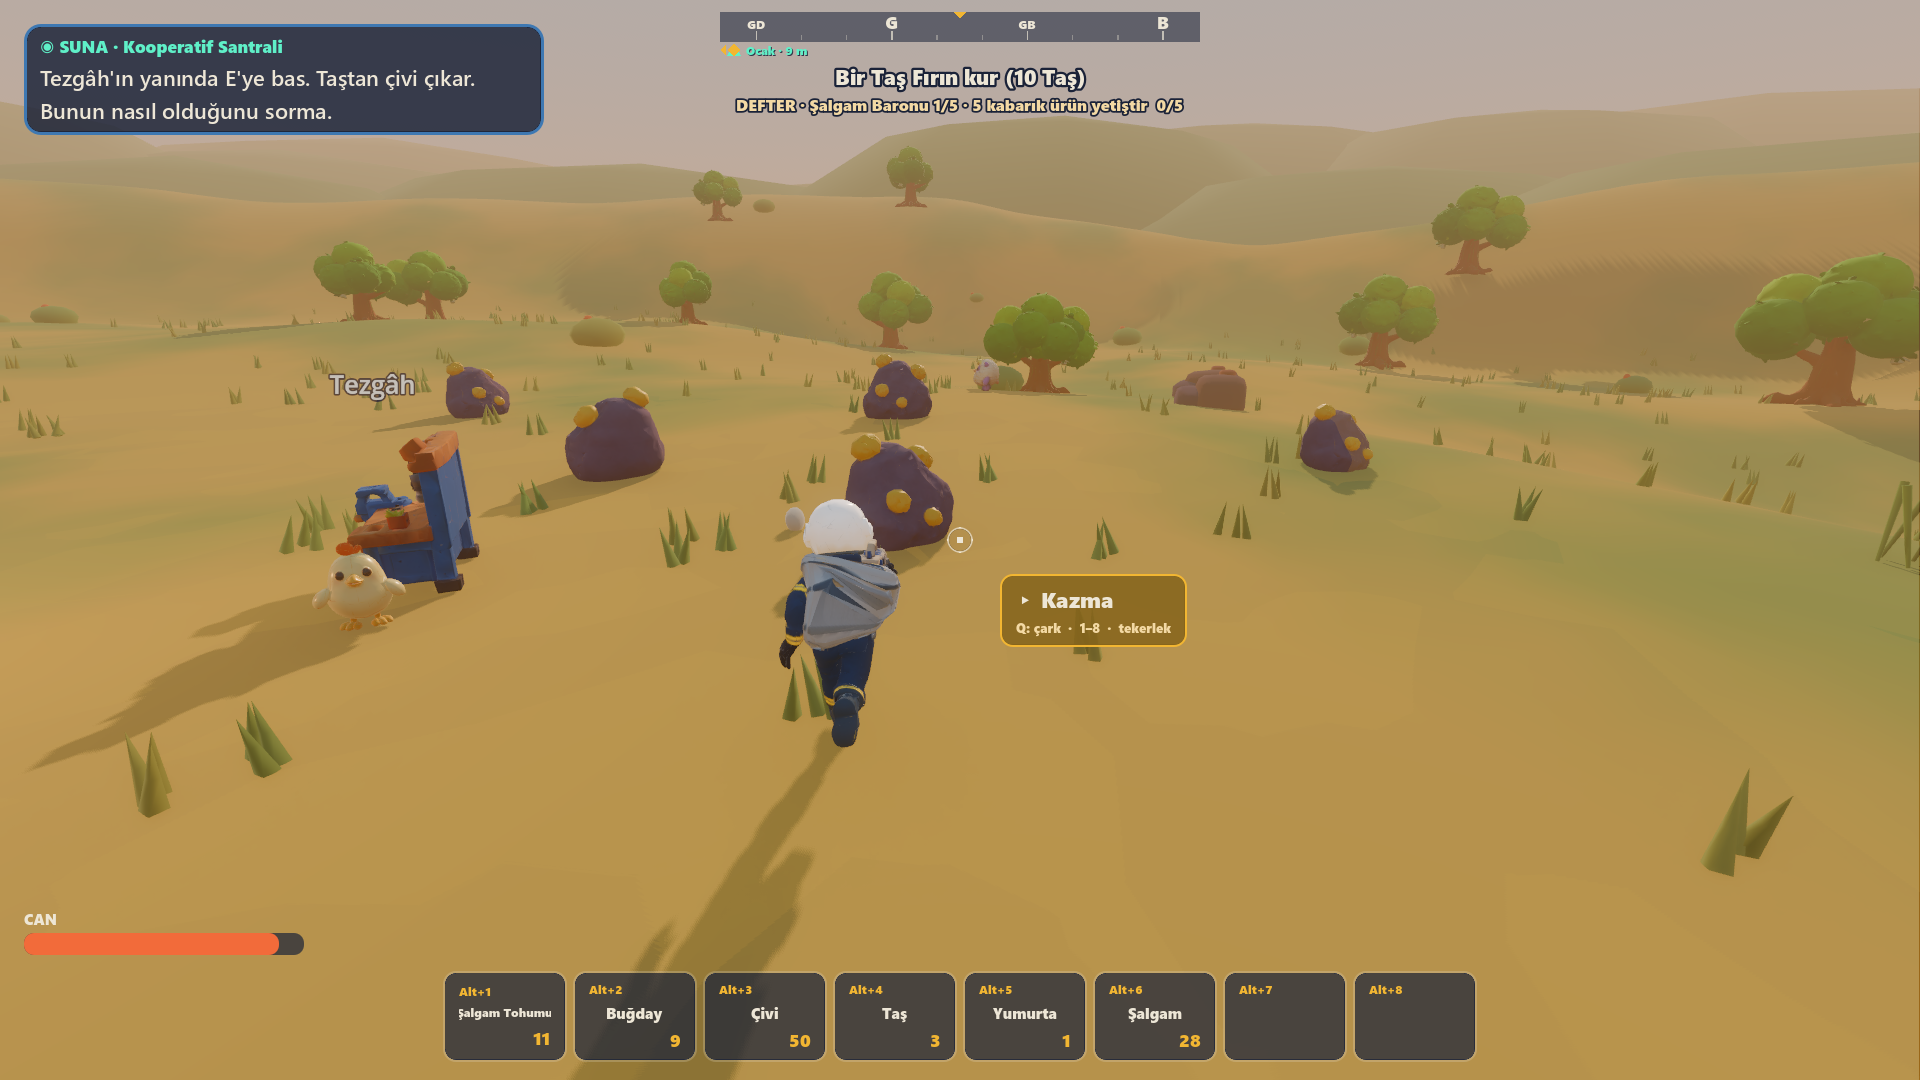 ◉ SUNA · Kooperatif Santrali
Tezgâh'ın yanında E'ye bas. Taştan çivi çıkar.
Bunun nasıl olduğunu sorma.
GD G GB B
Ocak · 9 m
Bir Taş Fırın kur (10 Taş)
DEFTER · Şalgam Baronu 1/5 · 5 kabarık ürün yetiştir 0/5
Tezgâh
▸ Kazma
Q: çark · 1–8 · tekerlek
CAN
Alt+1 Şalgam Tohumu 11
Alt+2 Buğday 9
Alt+3 Çivi 50
Alt+4 Taş 3
Alt+5 Yumurta 1
Alt+6 Şalgam 28
Alt+7
Alt+8